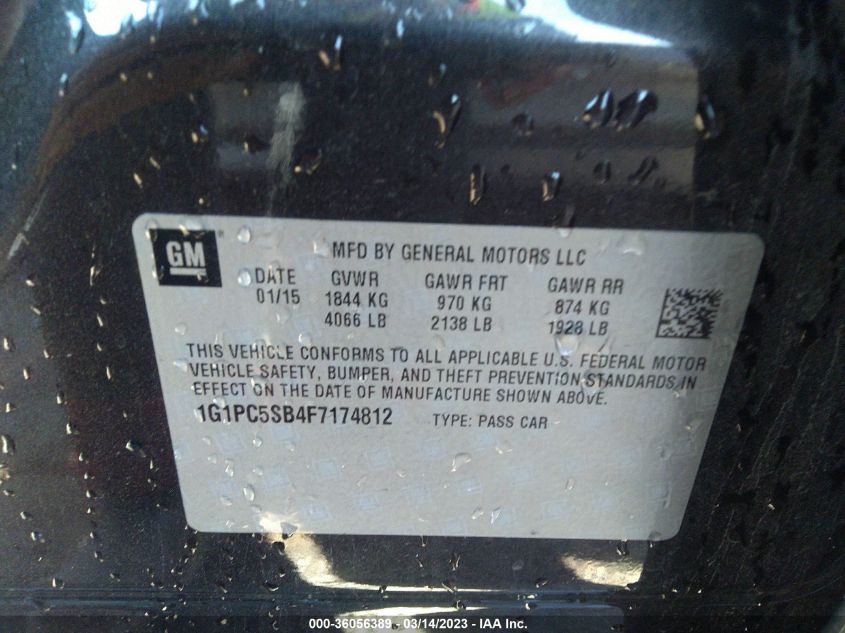 GM
MFD BY GENERAL MOTORS LLC
DATE GVWR GAWR FRT GAWR RR
01/15 1844 KG 970 KG 874 KG
4066 LB 2138 LB 1928 LB
THIS VEHICLE CONFORMS TO ALL APPLICABLE U.S. FEDERAL MOTOR
VEHICLE SAFETY, BUMPER, AND THEFT PREVENTION STANDARDS IN
EFFECT ON THE DATE OF MANUFACTURE SHOWN ABOVE.
1G1PC5SB4F7174812 TYPE: PASS CAR
000-36056389 - 03/14/2023 - IAA Inc.